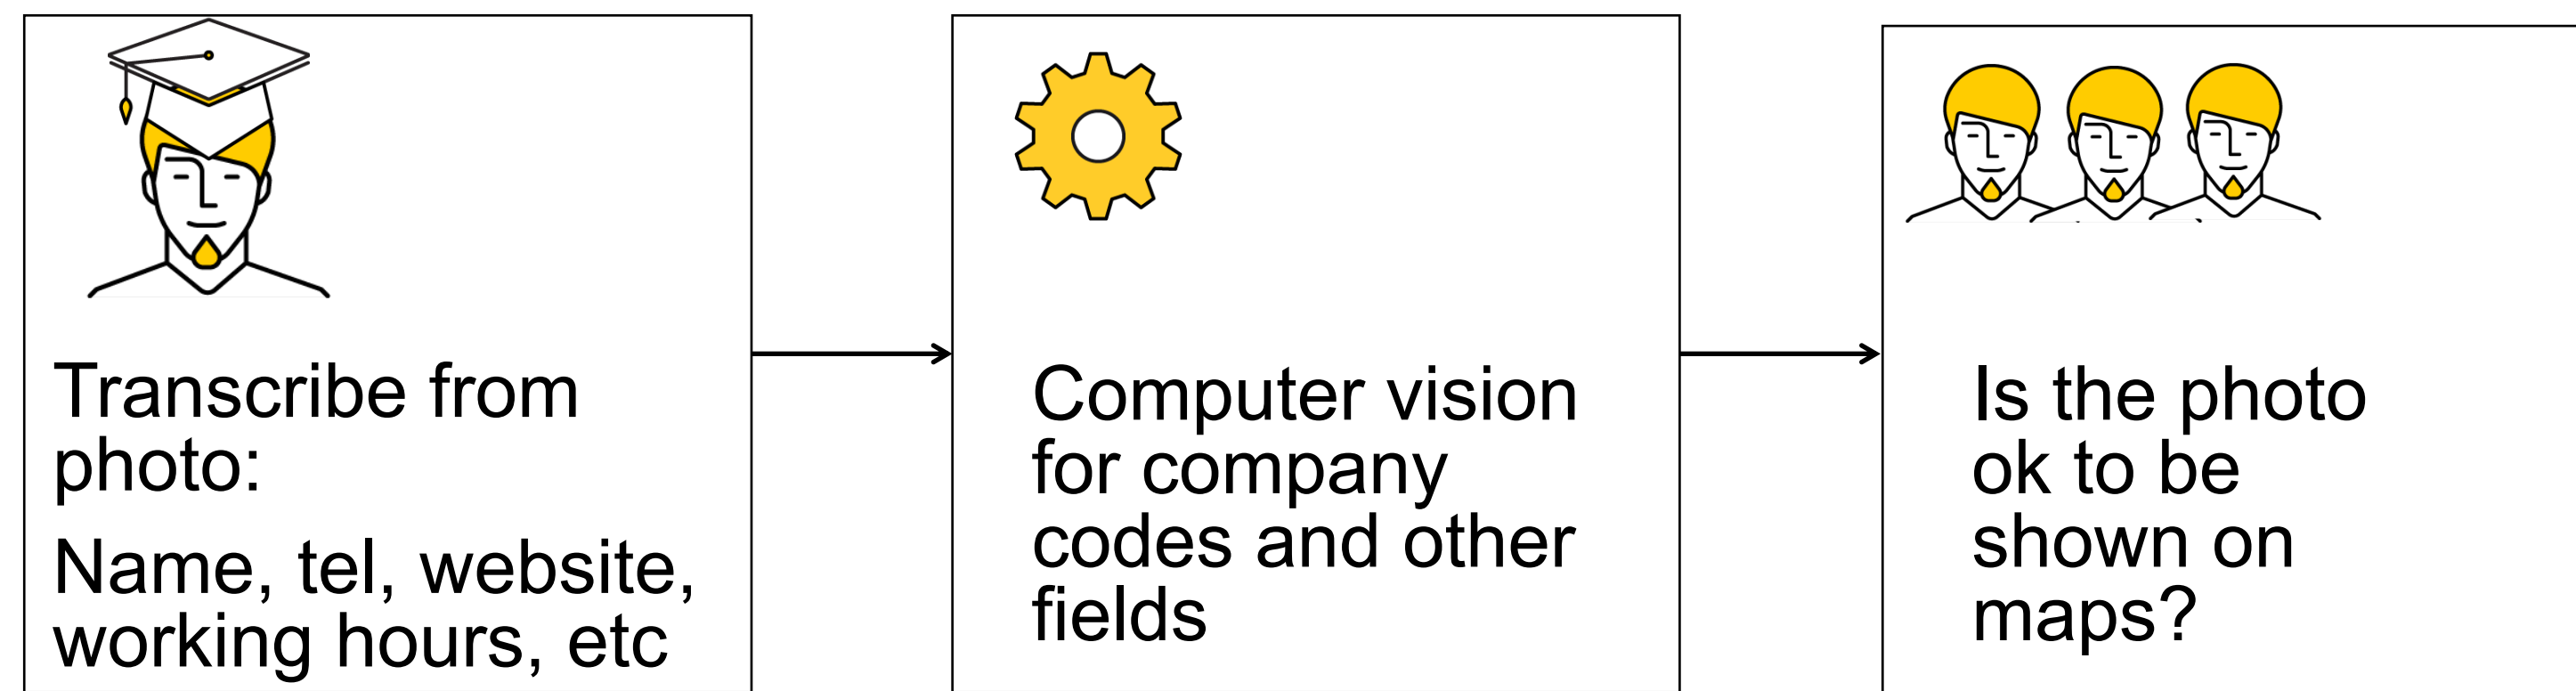 Transcribe from
photo:
Name, tel, website,
working hours, etc
Computer vision
for company
codes and other
fields
Is the photo
ok to be
shown on
maps?